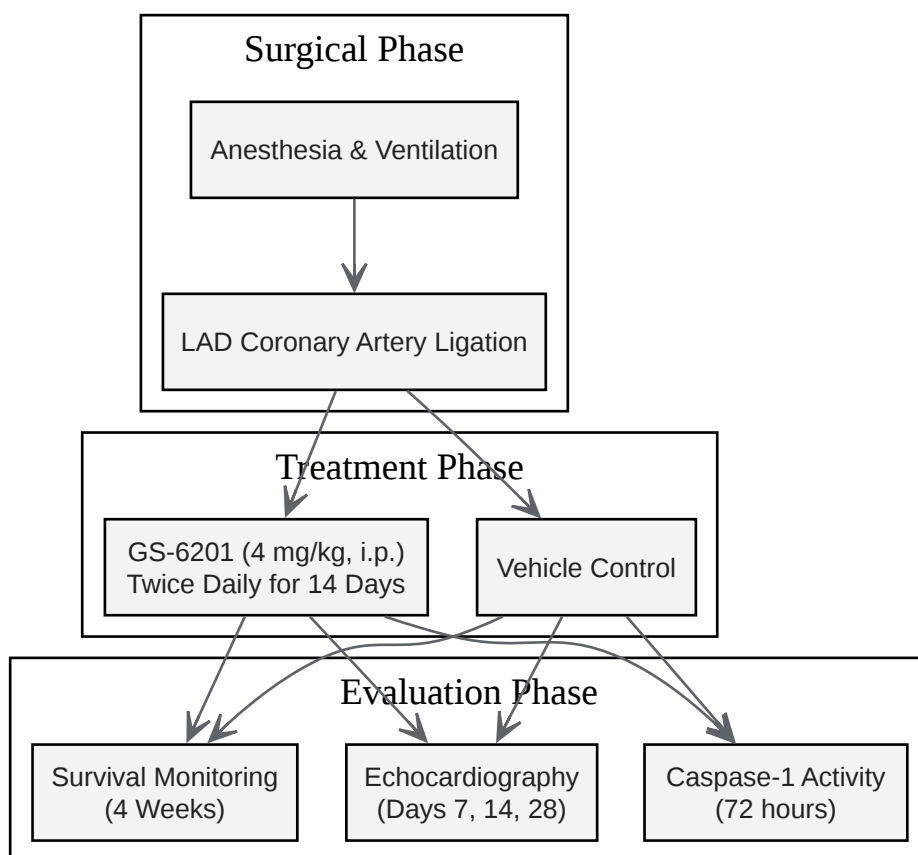 Surgical Phase
Anesthesia & Ventilation
LAD Coronary Artery Ligation
Treatment Phase
GS-6201 (4 mg/kg, i.p.)
Twice Daily for 14 Days
Vehicle Control
Evaluation Phase
Survival Monitoring
(4 Weeks)
Echocardiography
(Days 7, 14, 28)
Caspase-1 Activity
(72 hours)